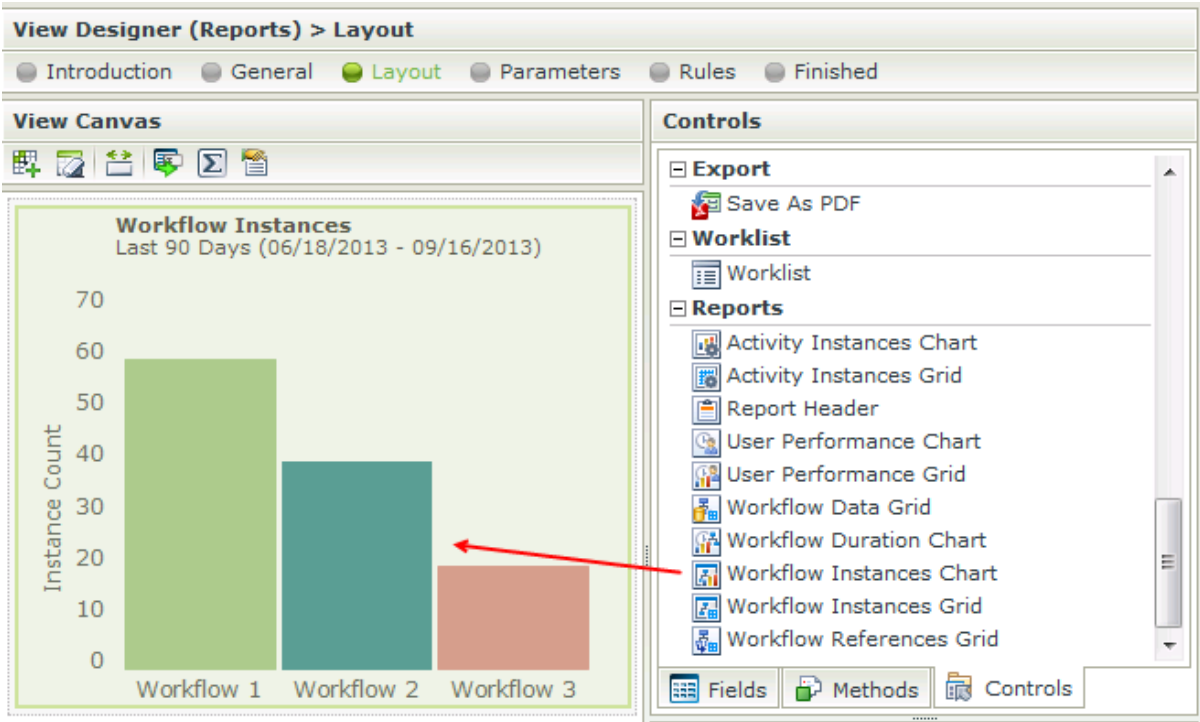 View Designer (Reports) > Layout
Introduction General Layout Parameters Rules Finished
View Canvas
Workflow Instances
Last 90 Days (06/18/2013 - 09/16/2013)
70
60
50
40
30
20
10
0
Instance Count
Workflow 1 Workflow 2 Workflow 3
Controls
Export
Save As PDF
Worklist
Worklist
Reports
Activity Instances Chart
Activity Instances Grid
Report Header
User Performance Chart
User Performance Grid
Workflow Data Grid
Workflow Duration Chart
Workflow Instances Chart
Workflow Instances Grid
Workflow References Grid
Fields Methods Controls